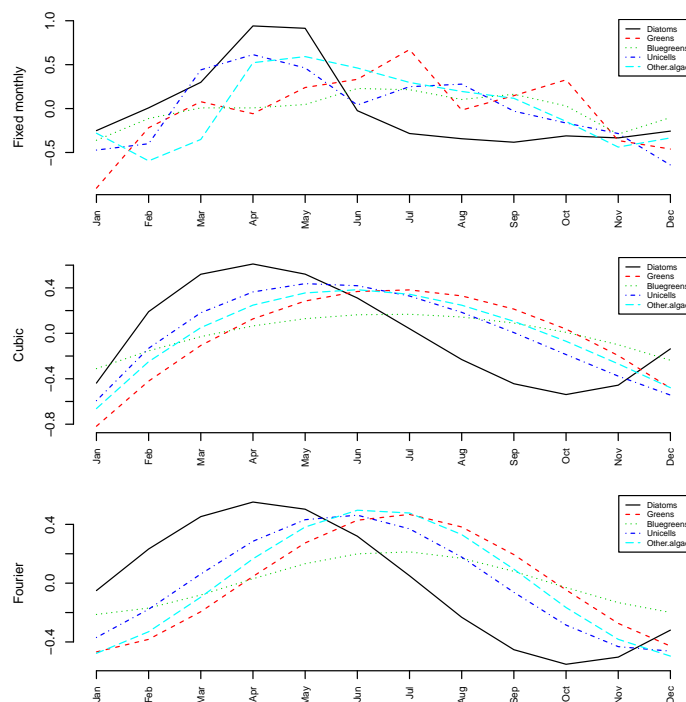 Fixed monthly
1.0
0.5
0.0
−0.5
Diatoms
Greens
Bluegreens
Unicells
Other.algae
Jan Feb Mar Apr May Jun Jul Aug Sep Oct Nov Dec
Cubic
0.4
0.0
−0.4
−0.8
Diatoms
Greens
Bluegreens
Unicells
Other.algae
Jan Feb Mar Apr May Jun Jul Aug Sep Oct Nov Dec
Fourier
0.4
0.0
−0.4
Diatoms
Greens
Bluegreens
Unicells
Other.algae
Jan Feb Mar Apr May Jun Jul Aug Sep Oct Nov Dec